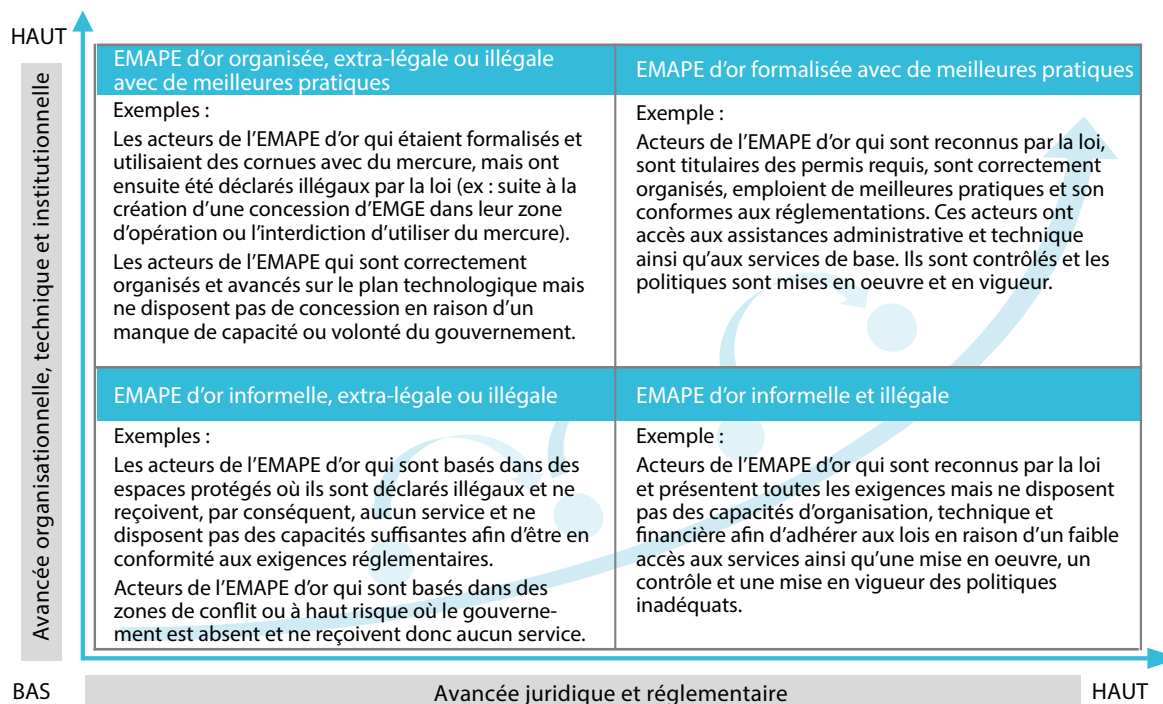 HAUT
Avancée organisationnelle, technique et institutionnelle
EMAPE d'or organisée, extra-légale ou illégale
avec de meilleures pratiques
Exemples :
Les acteurs de l'EMAPE d'or qui étaient formalisés et
utilisaient des cornues avec du mercure, mais ont
ensuite été déclarés illégaux par la loi (ex : suite à la
création d'une concession d'EMGE dans leur zone
d'opération ou l'interdiction d'utiliser du mercure).
Les acteurs de l'EMAPE qui sont correctement
organisés et avancés sur le plan technologique mais
ne disposent pas de concession en raison d'un
manque de capacité ou volonté du gouvernement.
EMAPE d'or formalisée avec de meilleures pratiques
Exemple :
Acteurs de l'EMAPE d'or qui sont reconnus par la loi,
sont titulaires des permis requis, sont correctement
organisés, emploient de meilleures pratiques et son
conformes aux réglementations. Ces acteurs ont
accès aux assistances administrative et technique
ainsi qu'aux services de base. Ils sont contrôlés et les
politiques sont mises en oeuvre et en vigueur.
EMAPE d'or informelle, extra-légale ou illégale
Exemples :
Les acteurs de l'EMAPE d'or qui sont basés dans des
espaces protégés où ils sont déclarés illégaux et ne
reçoivent, par conséquent, aucun service et ne
disposent pas des capacités suffisantes afin d'être en
conformité aux exigences réglementaires.
Acteurs de l'EMAPE d'or qui sont basés dans des
zones de conflit ou à haut risque où le gouverne-
ment est absent et ne reçoivent donc aucun service.
EMAPE d'or informelle et illégale
Exemple :
Acteurs de l'EMAPE d'or qui sont reconnus par la loi
et présentent toutes les exigences mais ne disposent
pas des capacités d'organisation, technique et
financière afin d'adhérer aux lois en raison d'un faible
accès aux services ainsi qu'une mise en oeuvre, un
contrôle et une mise en vigueur des politiques
inadéquats.
BAS
Avancée juridique et réglementaire
HAUT